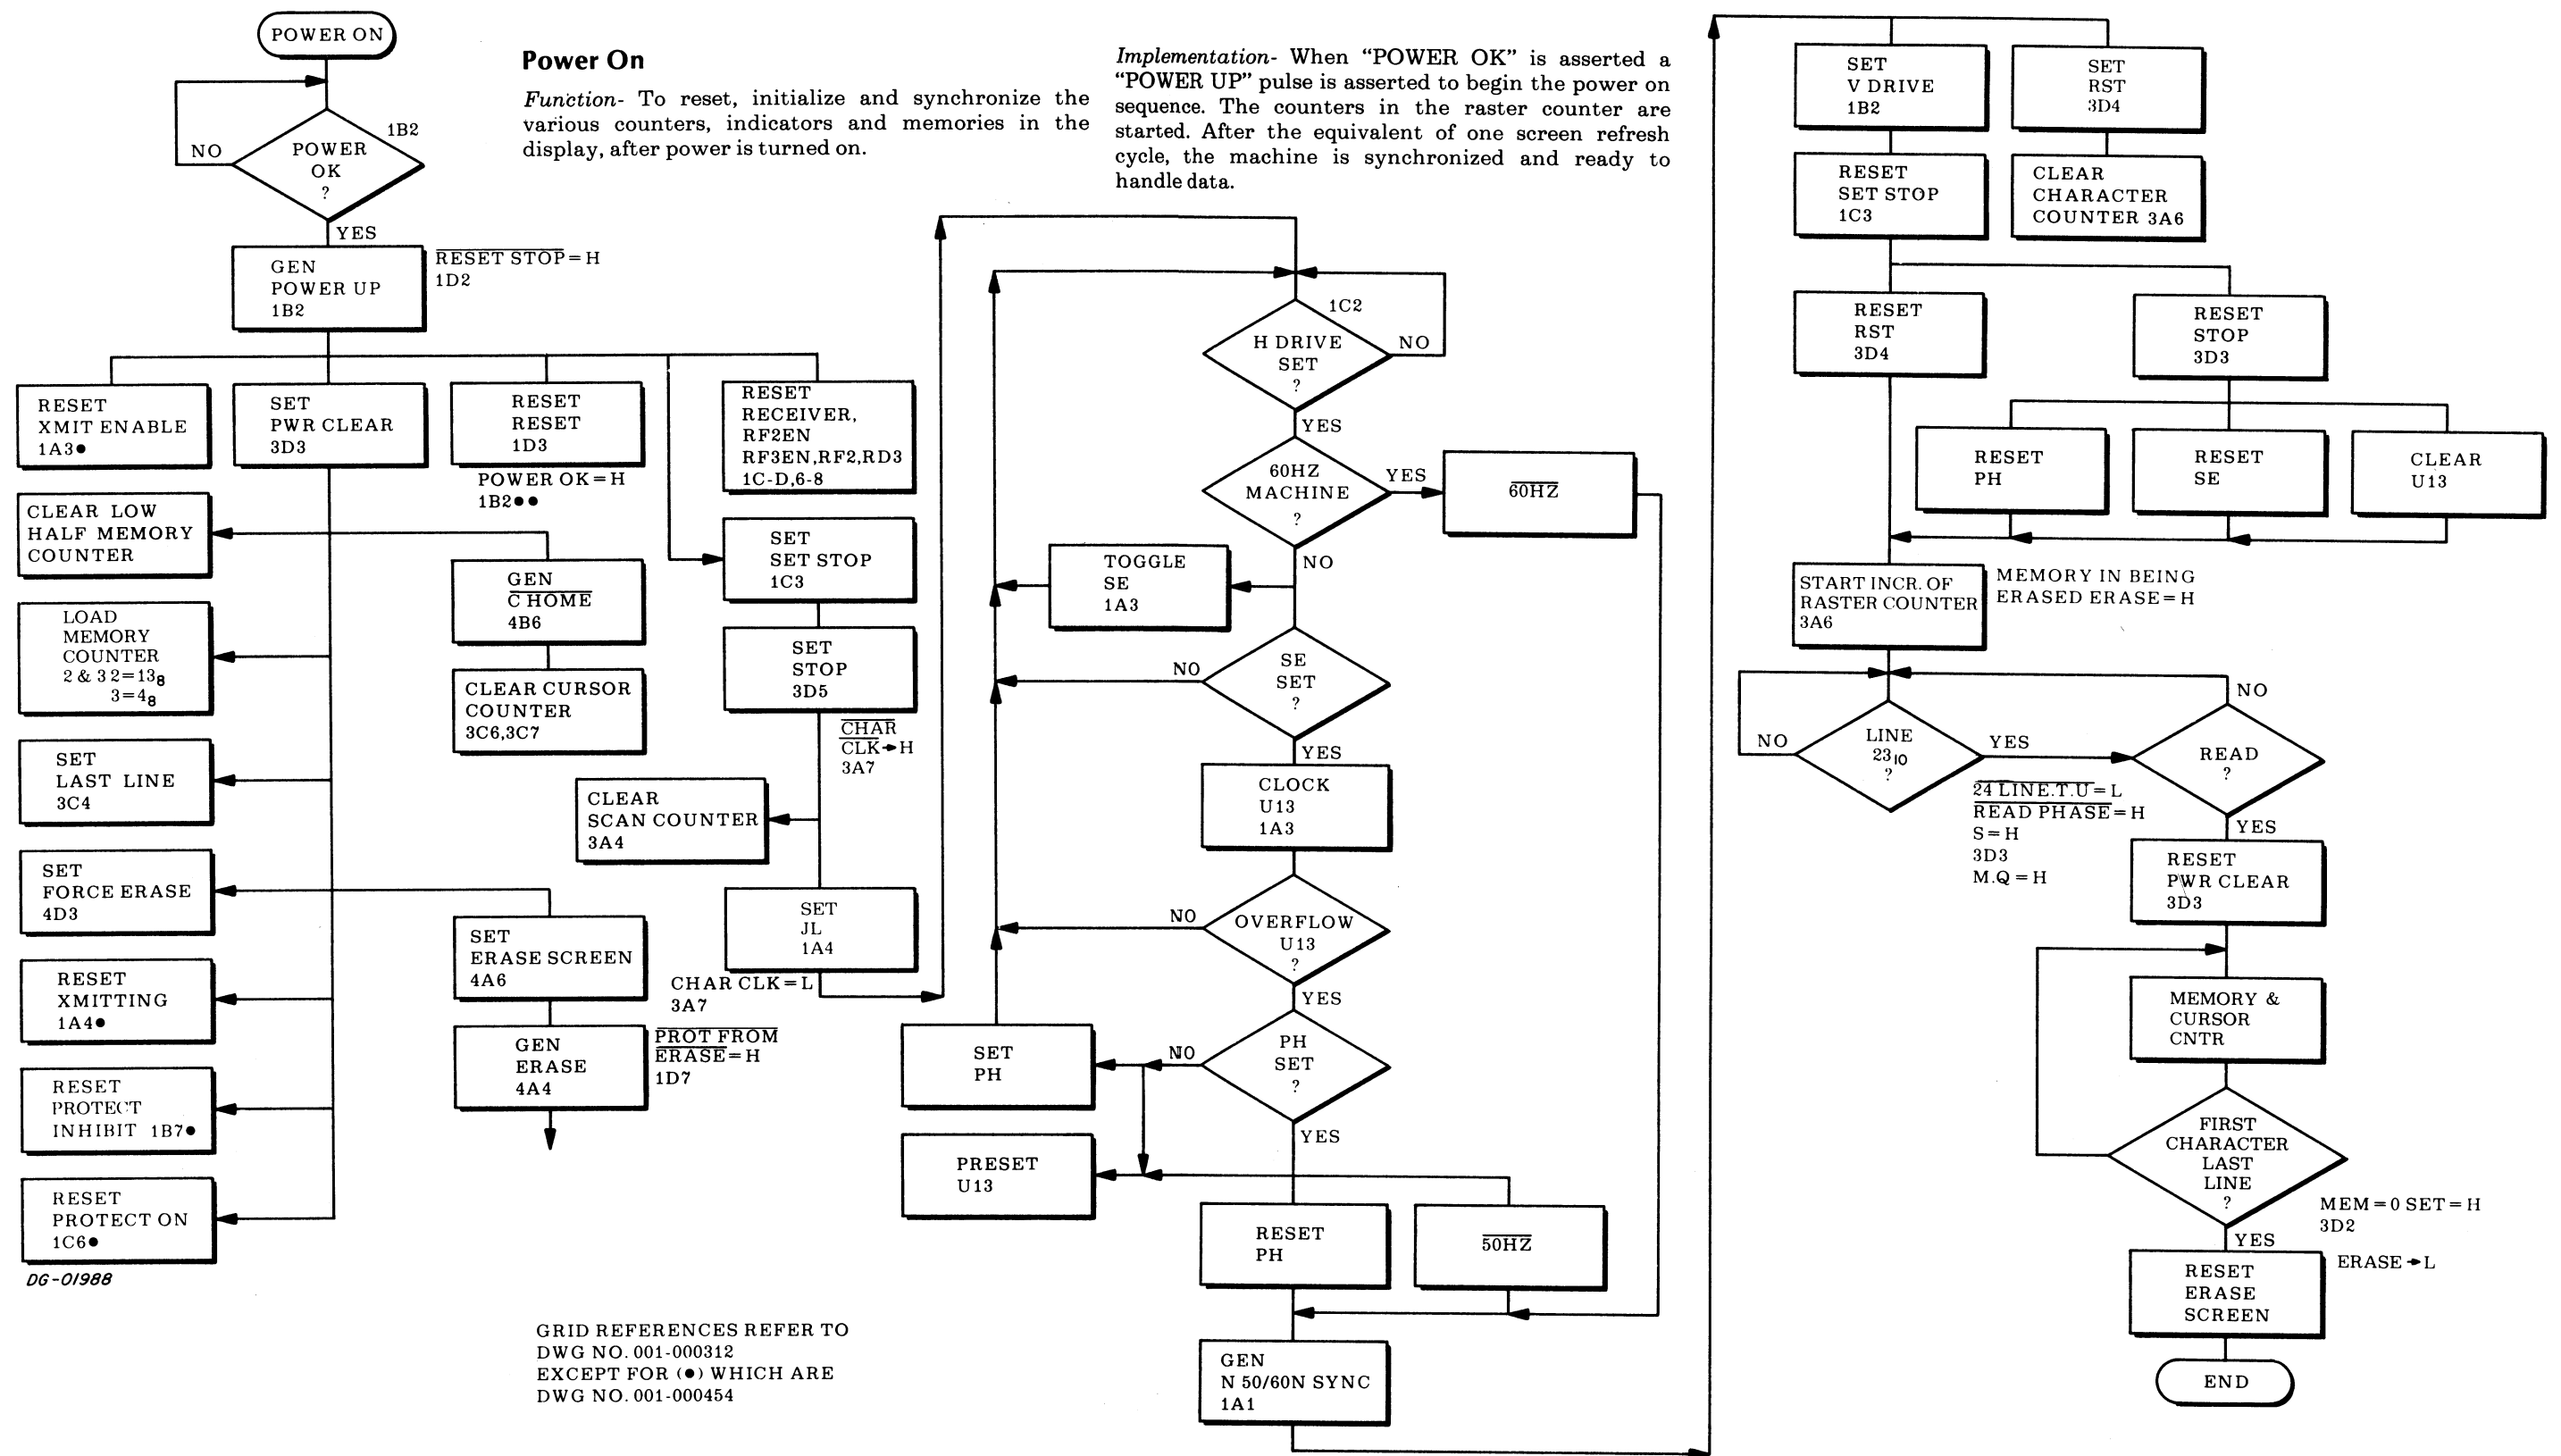 POWER ON
1B2
POWER
OK
?
NO
YES
GEN
POWER UP
1B2
RESET STOP = H
1D2
Power On
Function- To reset, initialize and synchronize the
various counters, indicators and memories in the
display, after power is turned on.
Implementation- When “POWER OK” is asserted a
“POWER UP” pulse is asserted to begin the power on
sequence. The counters in the raster counter are
started. After the equivalent of one screen refresh
cycle, the machine is synchronized and ready to
handle data.
RESET
XMIT ENABLE
1A3●
SET
PWR CLEAR
3D3
RESET
RESET
1D3
POWER OK = H
1B2●●
RESET
RECEIVER,
RF2EN
RF3EN,RF2,RD3
1C-D,6-8
CLEAR LOW
HALF MEMORY
COUNTER
LOAD
MEMORY
COUNTER
2 & 3 2=138
3=48
SET
LAST LINE
3C4
SET
FORCE ERASE
4D3
RESET
XMITTING
1A4●
RESET
PROTECT
INHIBIT 1B7●
RESET
PROTECT ON
1C6●
DG-01988
GEN
C HOME
4B6
CLEAR CURSOR
COUNTER
3C6,3C7
SET
SET STOP
1C3
SET
STOP
3D5
CHAR
CLK→H
3A7
CLEAR
SCAN COUNTER
3A4
SET
JL
1A4
CHAR CLK = L
3A7
SET
ERASE SCREEN
4A6
GEN
ERASE
4A4
PROT FROM
ERASE = H
1D7
GRID REFERENCES REFER TO
DWG NO. 001-000312
EXCEPT FOR (●) WHICH ARE
DWG NO. 001-000454
1C2
H DRIVE
SET
?
NO
YES
60HZ
MACHINE
?
YES
60HZ
NO
TOGGLE
SE
1A3
SE
SET
?
NO
YES
CLOCK
U13
1A3
OVERFLOW
U13
?
NO
YES
PH
SET
?
NO
YES
SET
PH
PRESET
U13
RESET
PH
50HZ
GEN
N 50/60N SYNC
1A1
SET
V DRIVE
1B2
SET
RST
3D4
RESET
SET STOP
1C3
CLEAR
CHARACTER
COUNTER 3A6
RESET
RST
3D4
RESET
STOP
3D3
RESET
PH
RESET
SE
CLEAR
U13
START INCR. OF
RASTER COUNTER
3A6
MEMORY IN BEING
ERASED ERASE = H
LINE
2310
?
NO
YES
READ
?
NO
YES
24 LINE.T.U = L
READ PHASE = H
S = H
3D3
M.Q = H
RESET
PWR CLEAR
3D3
MEMORY &
CURSOR
CNTR
FIRST
CHARACTER
LAST
LINE
?
MEM = 0 SET = H
3D2
YES
ERASE→L
RESET
ERASE
SCREEN
END